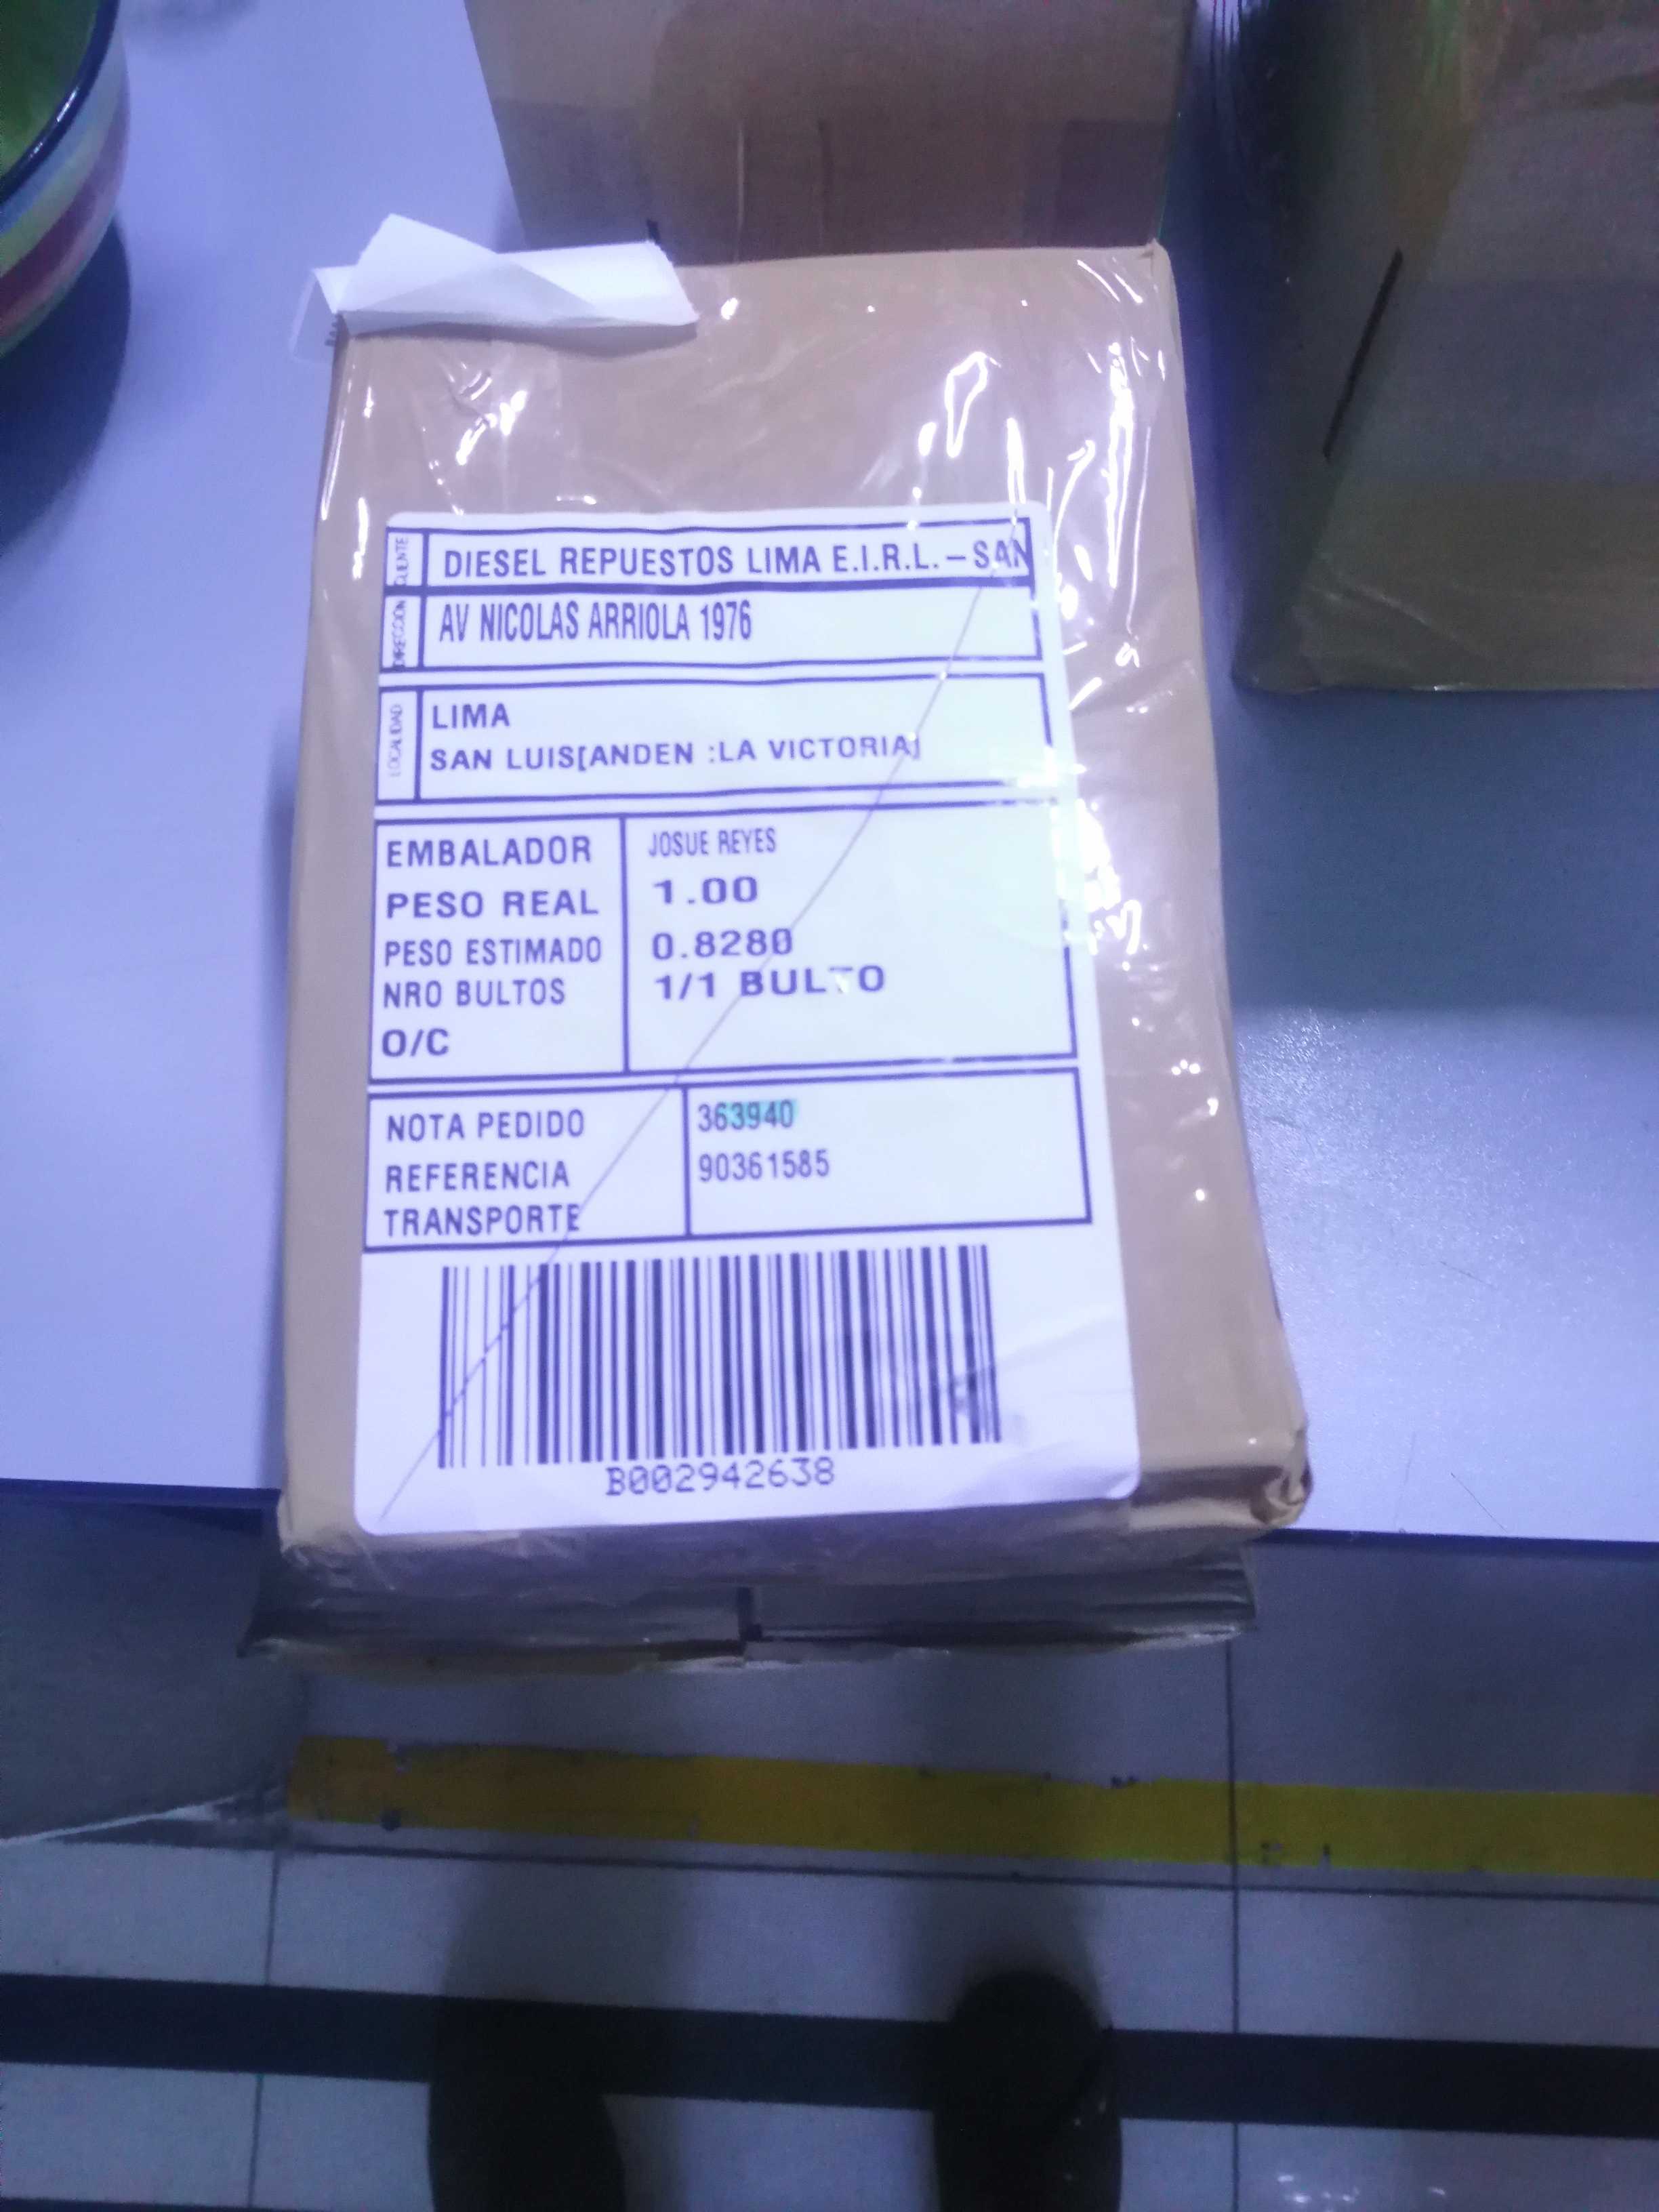 CLIENTE
DIESEL REPUESTOS LIMA E.I.R.L. – SAN
DIRECCIÓN
AV NICOLAS ARRIOLA 1976
LOCALIDAD
LIMA
SAN LUIS[ANDEN :LA VICTORIA]
EMBALADOR JOSUE REYES
PESO REAL 1.00
PESO ESTIMADO 0.8280
NRO BULTOS 1/1 BULTO
O/C
NOTA PEDIDO 363940
REFERENCIA 90361585
TRANSPORTE
B002942638